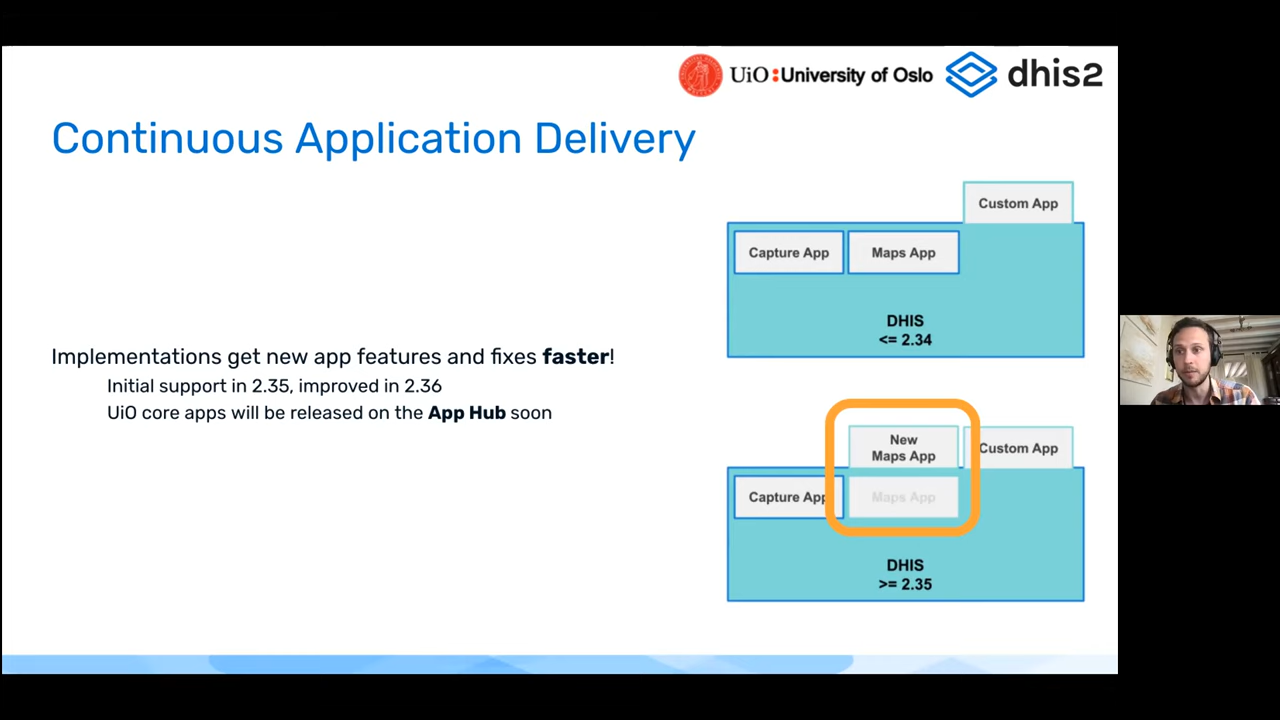 UiO:University of Oslo
dhis2
Continuous Application Delivery
Implementations get new app features and fixes faster!
Initial support in 2.35, improved in 2.36
UiO core apps will be released on the App Hub soon
Custom App
Capture App
Maps App
DHIS
<= 2.34
New
Maps App
Custom App
Capture App
Maps App
DHIS
>= 2.35